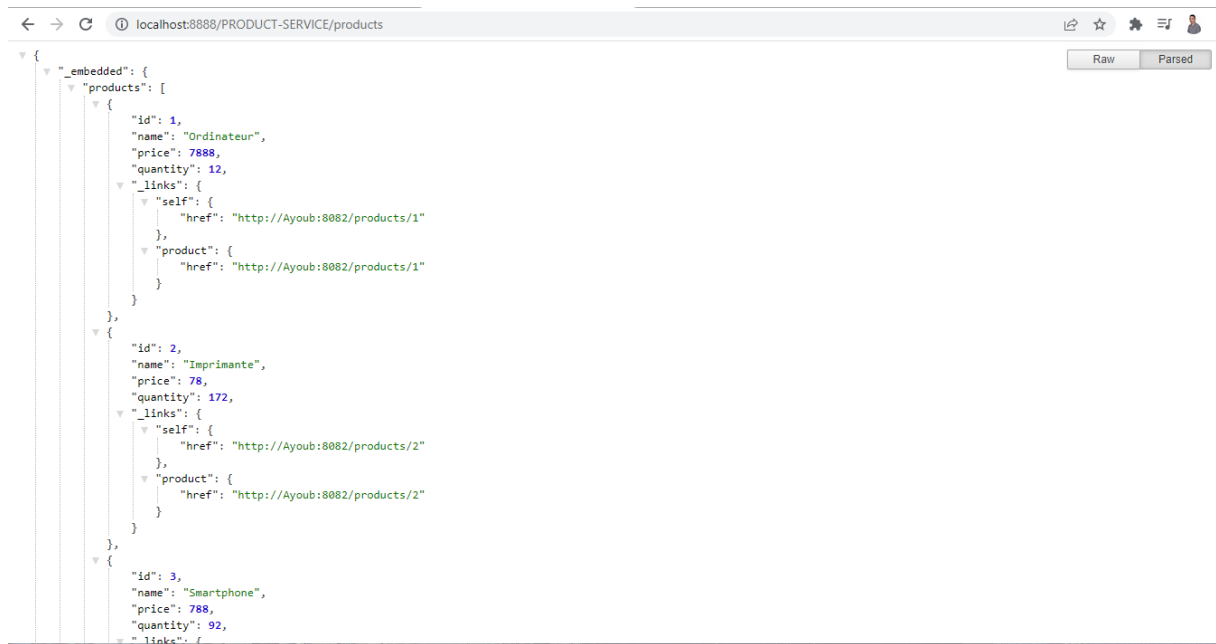 localhost:8888/PRODUCT-SERVICE/products
Raw Parsed
{
"_embedded": {
"products": [
{
"id": 1,
"name": "Ordinateur",
"price": 7888,
"quantity": 12,
"_links": {
"self": {
"href": "http://Ayoub:8082/products/1"
},
"product": {
"href": "http://Ayoub:8082/products/1"
}
}
},
{
"id": 2,
"name": "Imprimante",
"price": 78,
"quantity": 172,
"_links": {
"self": {
"href": "http://Ayoub:8082/products/2"
},
"product": {
"href": "http://Ayoub:8082/products/2"
}
}
},
{
"id": 3,
"name": "Smartphone",
"price": 788,
"quantity": 92,
"_links": {